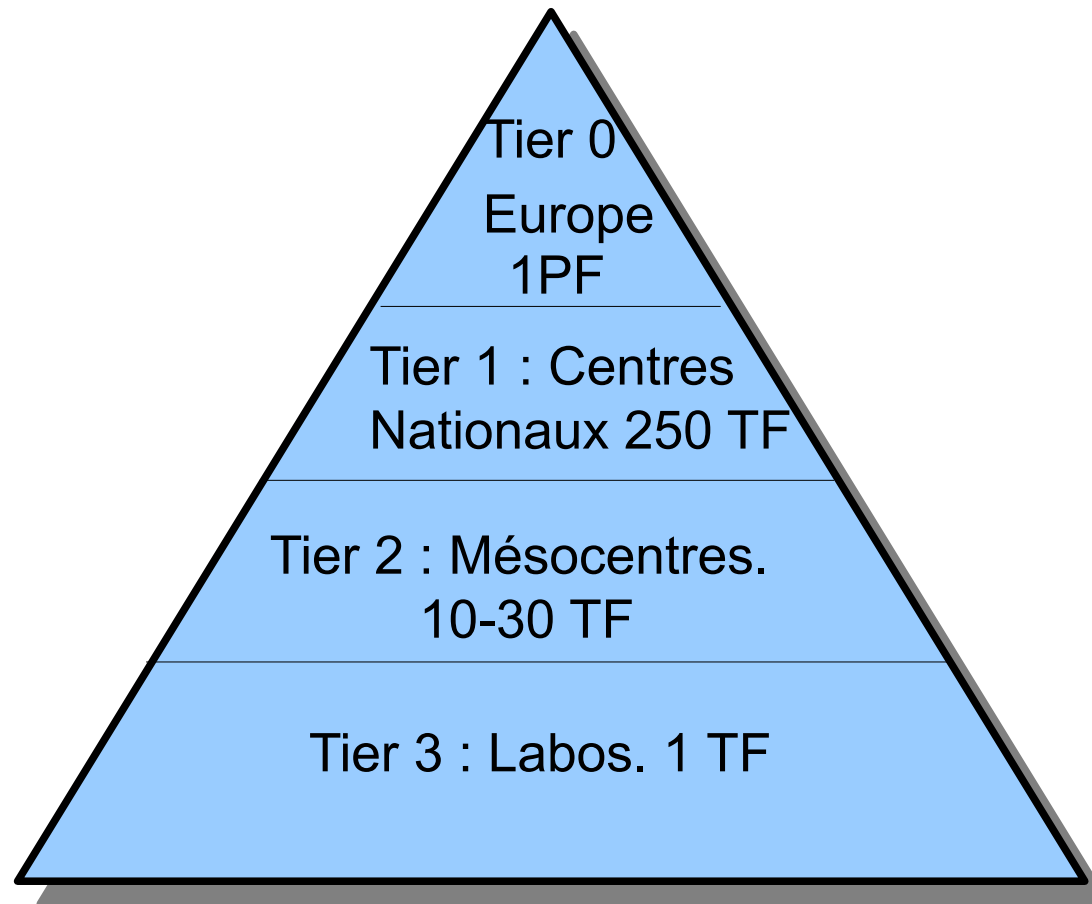 Tier 0
Europe
1PF
Tier 1 : Centres
Nationaux 250 TF
Tier 2 : Mésocentres.
10-30 TF
Tier 3 : Labos. 1 TF